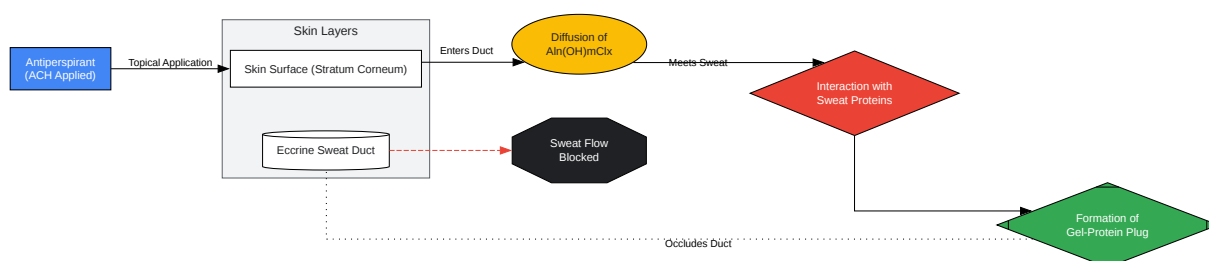 Skin Layers
Antiperspirant
(ACH Applied)
Topical Application
Skin Surface (Stratum Corneum)
Enters Duct
Diffusion of
Aln(OH)mClx
Meets Sweat
Interaction with
Sweat Proteins
Eccrine Sweat Duct
Sweat Flow
Blocked
Formation of
Gel-Protein Plug
Occludes Duct